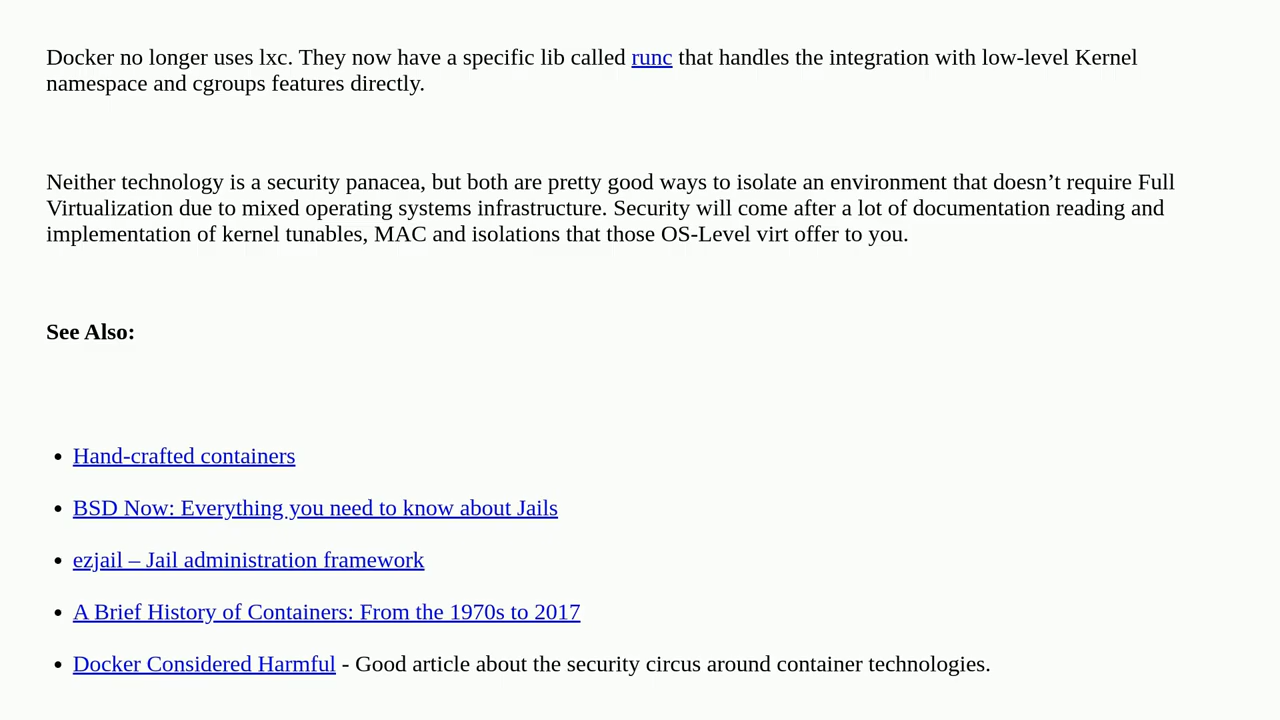 Docker no longer uses lxc. They now have a specific lib called runc that handles the integration with low-level Kernel
namespace and cgroups features directly.
Neither technology is a security panacea, but both are pretty good ways to isolate an environment that doesn’t require Full
Virtualization due to mixed operating systems infrastructure. Security will come after a lot of documentation reading and
implementation of kernel tunables, MAC and isolations that those OS-Level virt offer to you.
See Also:
• Hand-crafted containers
• BSD Now: Everything you need to know about Jails
• ezjail – Jail administration framework
• A Brief History of Containers: From the 1970s to 2017
• Docker Considered Harmful - Good article about the security circus around container technologies.